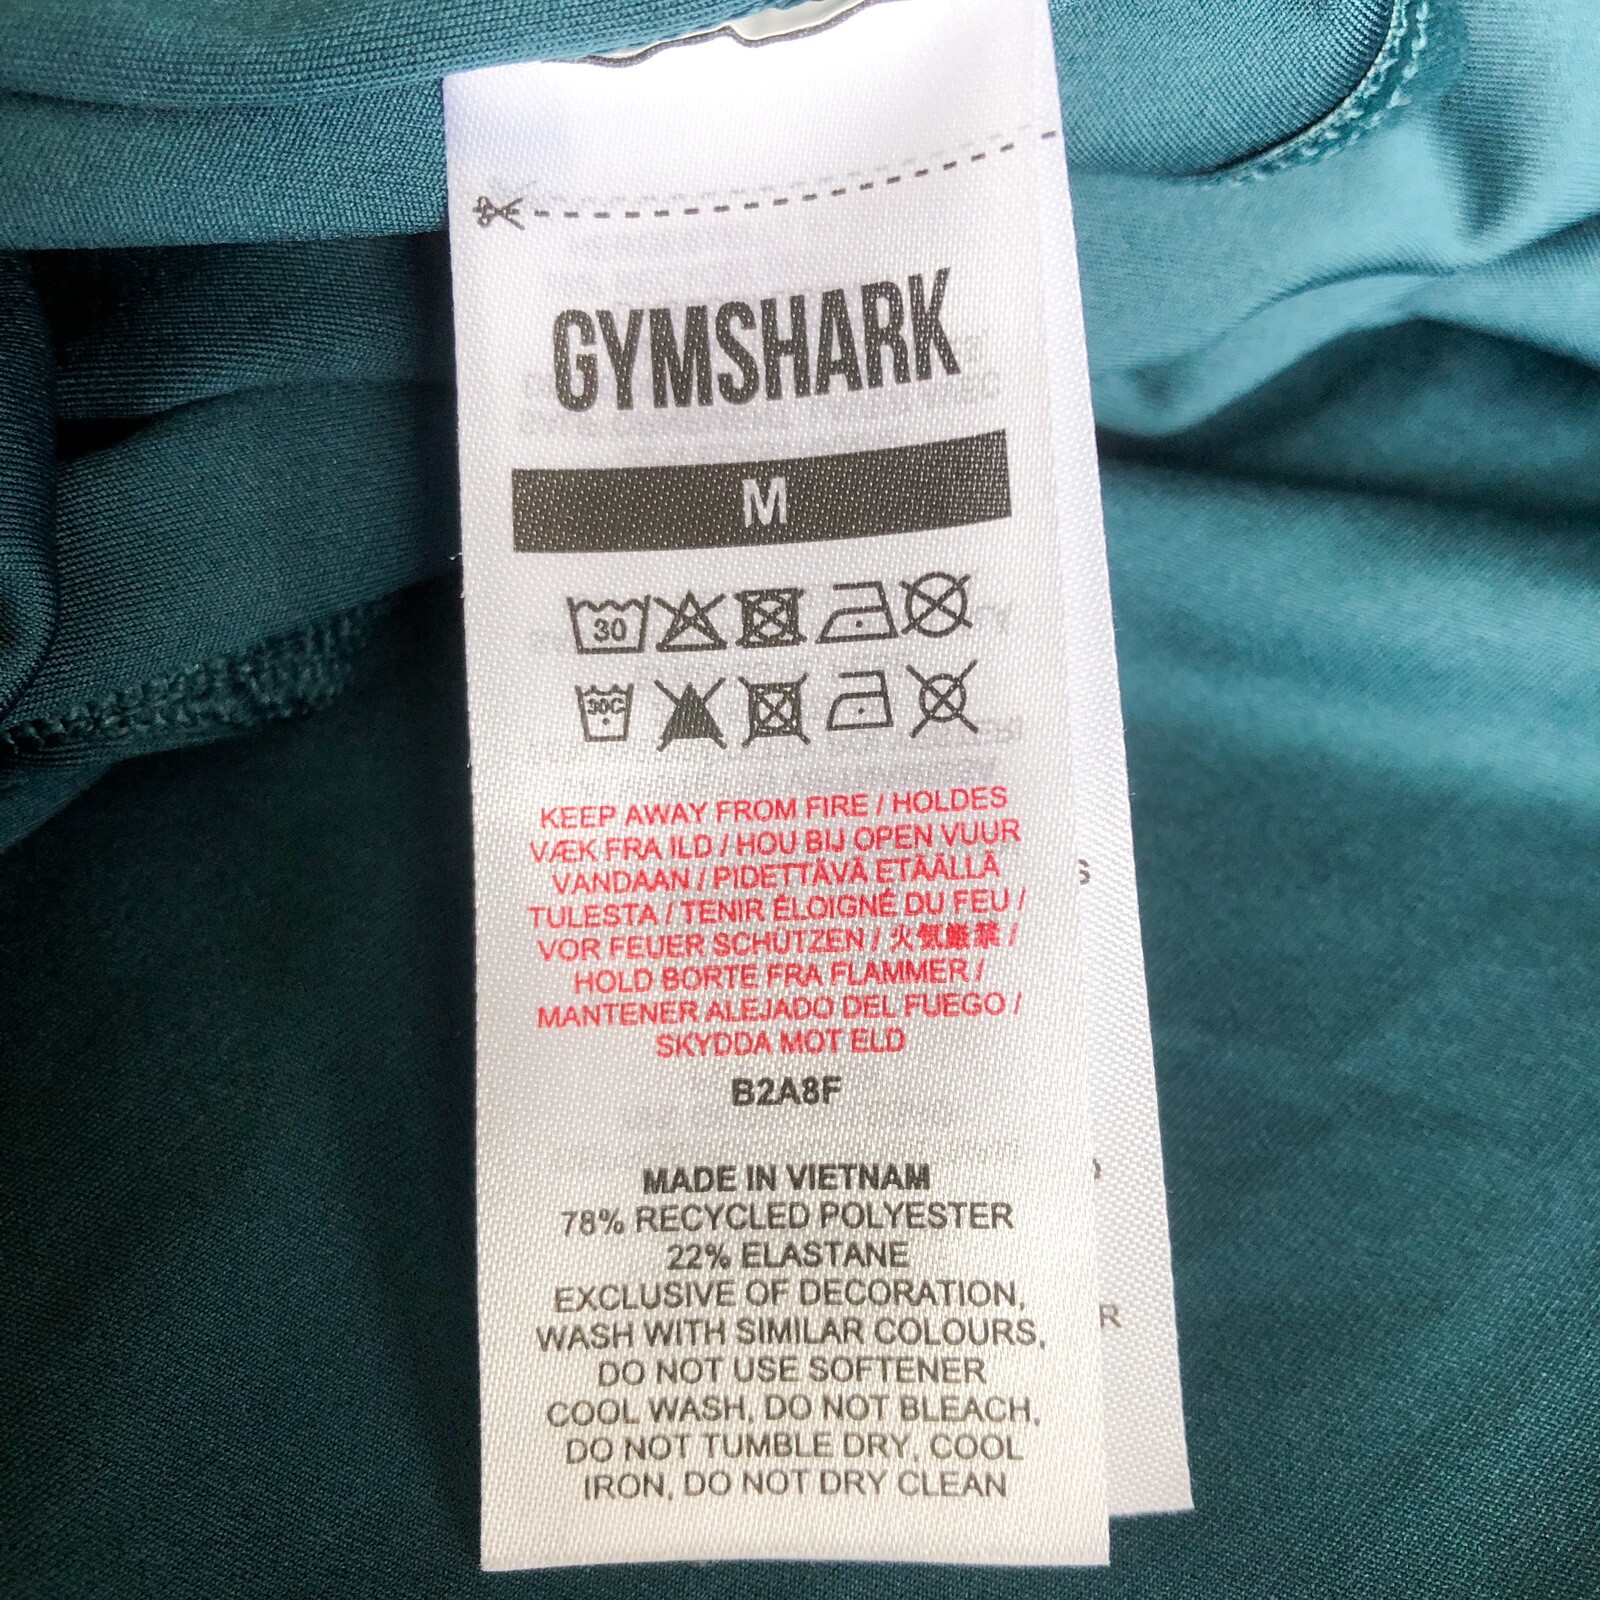 GYMSHARK
M
30
30C
KEEP AWAY FROM FIRE / HOLDES
VÆK FRA ILD / HOU BIJ OPEN VUUR
VANDAAN / PIDETTÄVÄ ETÄÄLLÄ
TULESTA / TENIR ÉLOIGNÉ DU FEU /
VOR FEUER SCHÜTZEN / 火気厳禁 /
HOLD BORTE FRA FLAMMER /
MANTENER ALEJADO DEL FUEGO /
SKYDDA MOT ELD
B2A8F
MADE IN VIETNAM
78% RECYCLED POLYESTER
22% ELASTANE
EXCLUSIVE OF DECORATION,
WASH WITH SIMILAR COLOURS,
DO NOT USE SOFTENER
COOL WASH, DO NOT BLEACH,
DO NOT TUMBLE DRY, COOL
IRON, DO NOT DRY CLEAN